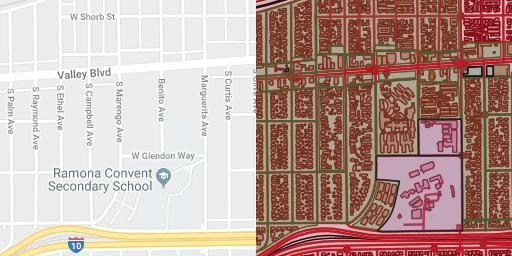 W Shorb St
Valley Blvd
S Palm Ave
S Raymond Ave
S Ethel Ave
S Campbell Ave
S Marengo Ave
Benito Ave
Marguerita Ave
S Curtis Ave
W Glendon Way
Ramona Convent
Secondary School
10